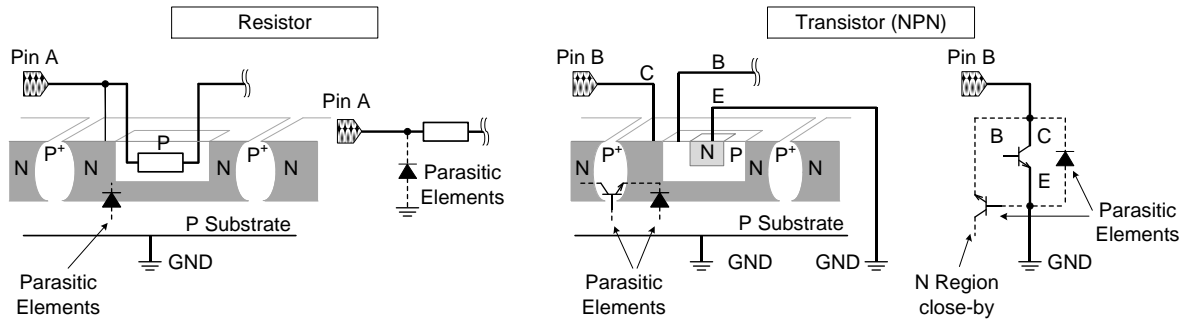 Resistor
Transistor (NPN)
Pin A
Pin B
C
B
E
Pin B
Pin A
N
P+
N
P
N
P+
N
Parasitic
Elements
N
P+
N
N
P
N
P+
N
B
C
E
P Substrate
GND
Parasitic
Elements
P Substrate
GND
GND
Parasitic
Elements
Parasitic
Elements
GND
N Region
close-by